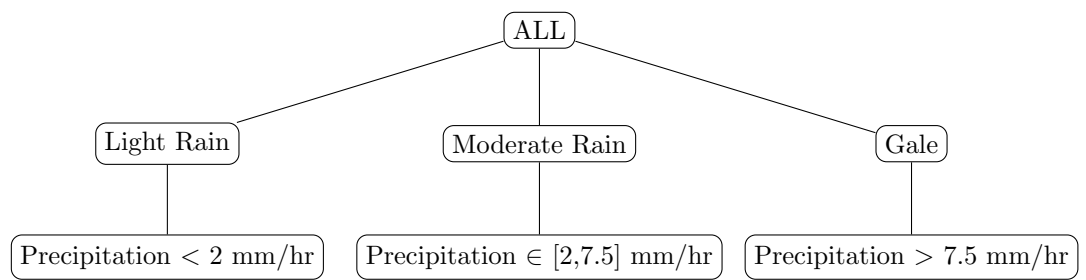 ALL
Light Rain
Moderate Rain
Gale
Precipitation < 2 mm/hr
Precipitation ∈ [2,7.5] mm/hr
Precipitation > 7.5 mm/hr